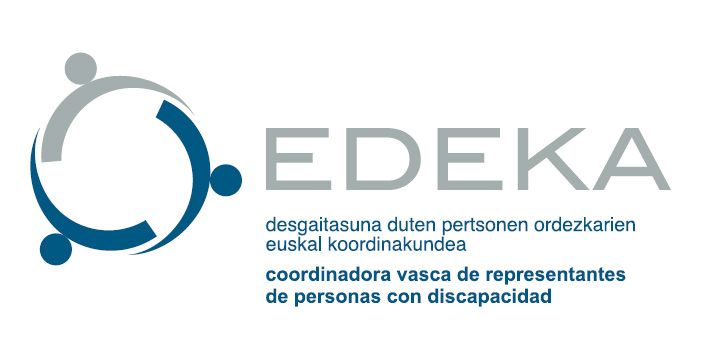 EDEKA
desgaitasuna duten pertsonen ordezkarien
euskal koordinakundea
coordinadora vasca de representantes
de personas con discapacidad